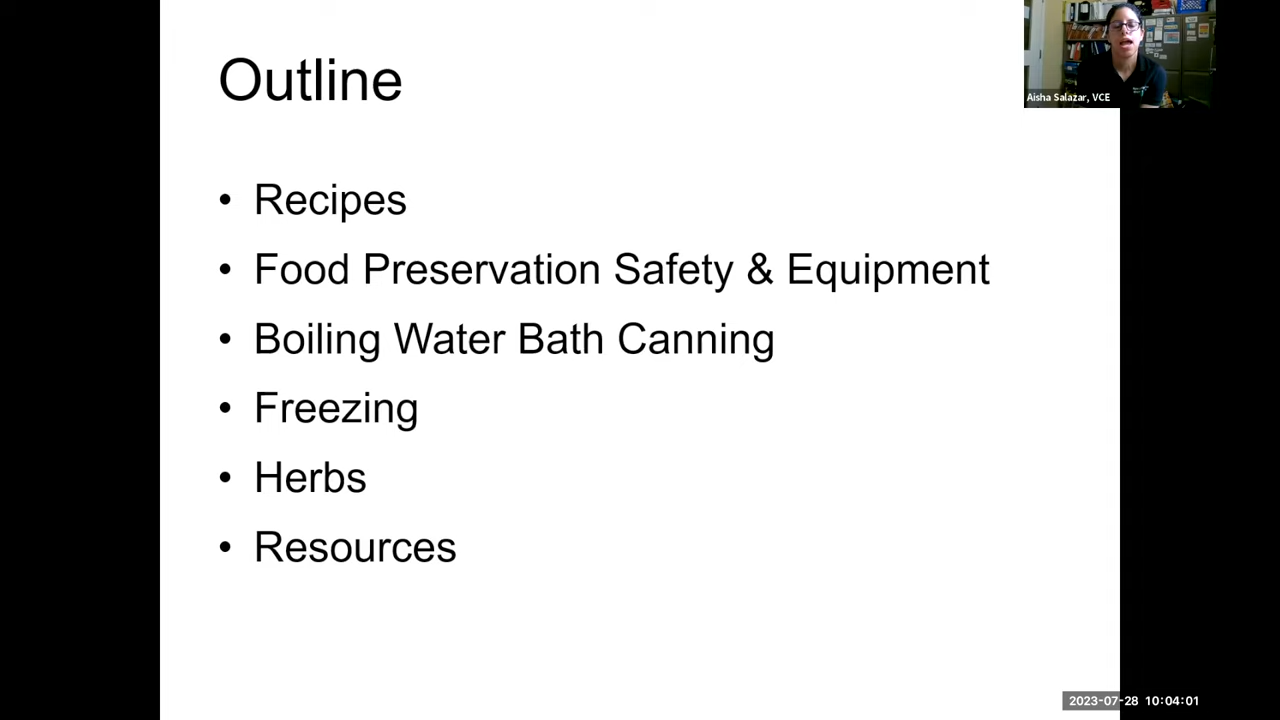 Outline
Aisha Salazar, VCE
• Recipes
• Food Preservation Safety & Equipment
• Boiling Water Bath Canning
• Freezing
• Herbs
• Resources
2023-07-28 10:04:01